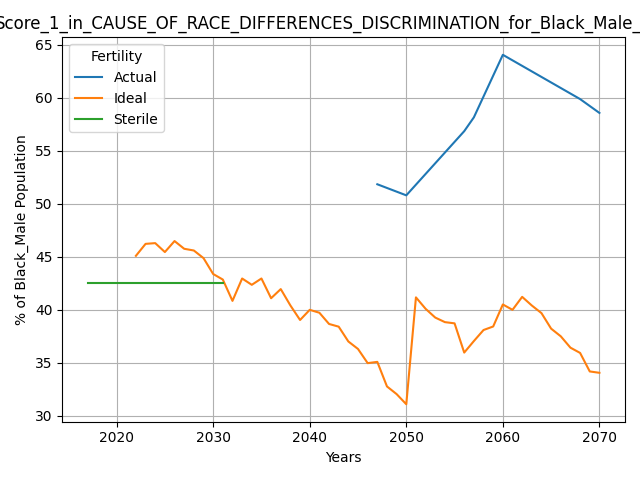 Score_1_in_CAUSE_OF_RACE_DIFFERENCES_DISCRIMINATION_for_Black_Male_
Fertility
Actual
Ideal
Sterile
% of Black_Male Population
65
60
55
50
45
40
35
30
2020 2030 2040 2050 2060 2070
Years